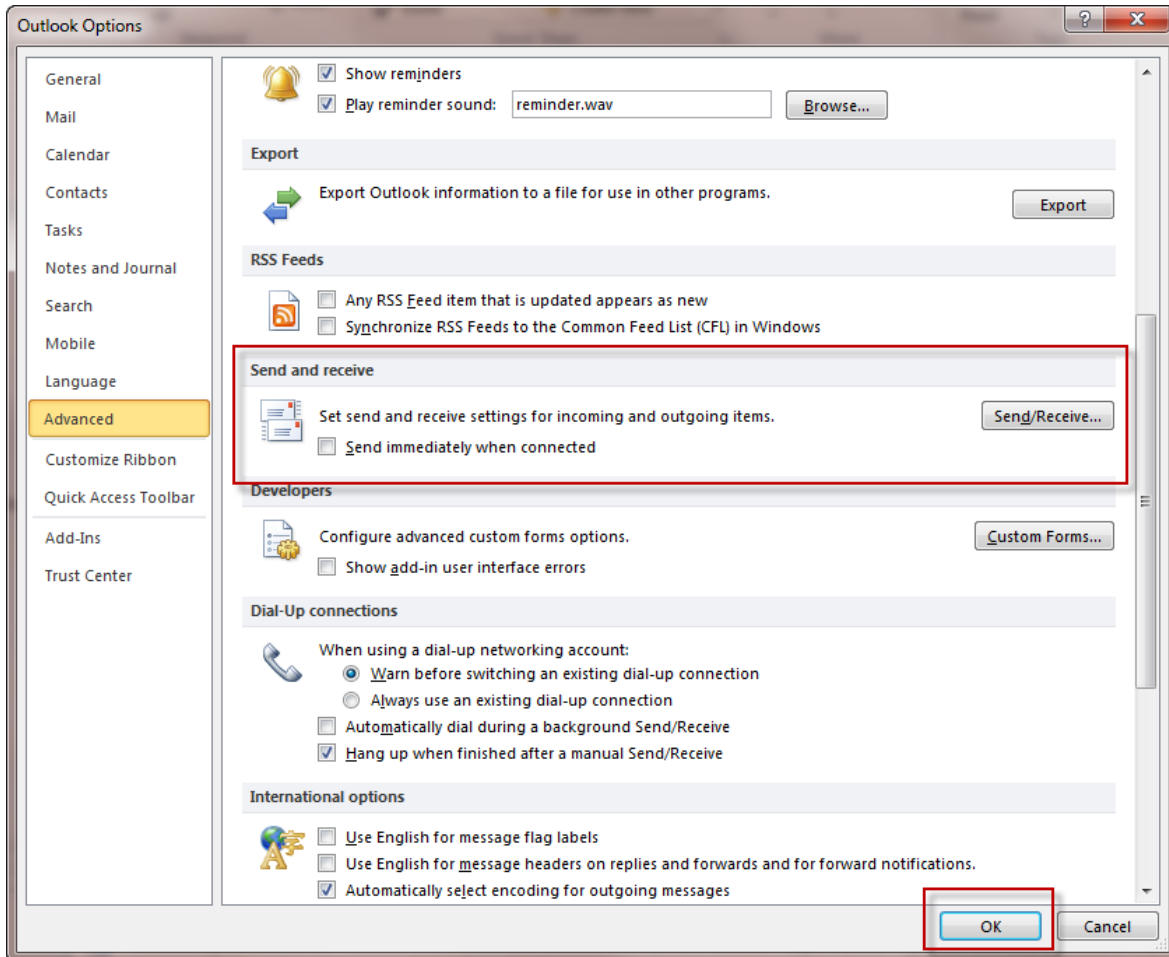 Outlook Options
General
Mail
Calendar
Contacts
Tasks
Notes and Journal
Search
Mobile
Language
Advanced
Customize Ribbon
Quick Access Toolbar
Add-Ins
Trust Center
Show reminders
Play reminder sound: reminder.wav Browse...
Export
Export Outlook information to a file for use in other programs.
Export
RSS Feeds
Any RSS Feed item that is updated appears as new
Synchronize RSS Feeds to the Common Feed List (CFL) in Windows
Send and receive
Set send and receive settings for incoming and outgoing items. Send/Receive...
Send immediately when connected
Developers
Configure advanced custom forms options. Custom Forms...
Show add-in user interface errors
Dial-Up connections
When using a dial-up networking account:
Warn before switching an existing dial-up connection
Always use an existing dial-up connection
Automatically dial during a background Send/Receive
Hang up when finished after a manual Send/Receive
International options
Use English for message flag labels
Use English for message headers on replies and forwards and for forward notifications.
Automatically select encoding for outgoing messages
OK Cancel